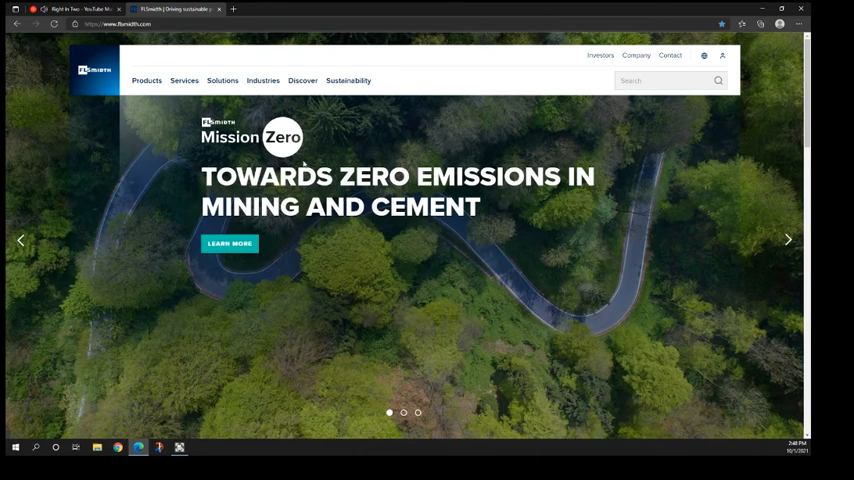 Right In Two - YouTube Mu
FLSmidth | Driving sustainable p
https://www.flsmidth.com
Investors Company Contact
FLSMIDTH
Products Services Solutions Industries Discover Sustainability
Search
FLSMIDTH
Mission Zero
TOWARDS ZERO EMISSIONS IN
MINING AND CEMENT
LEARN MORE
2:48 PM
10/1/2021